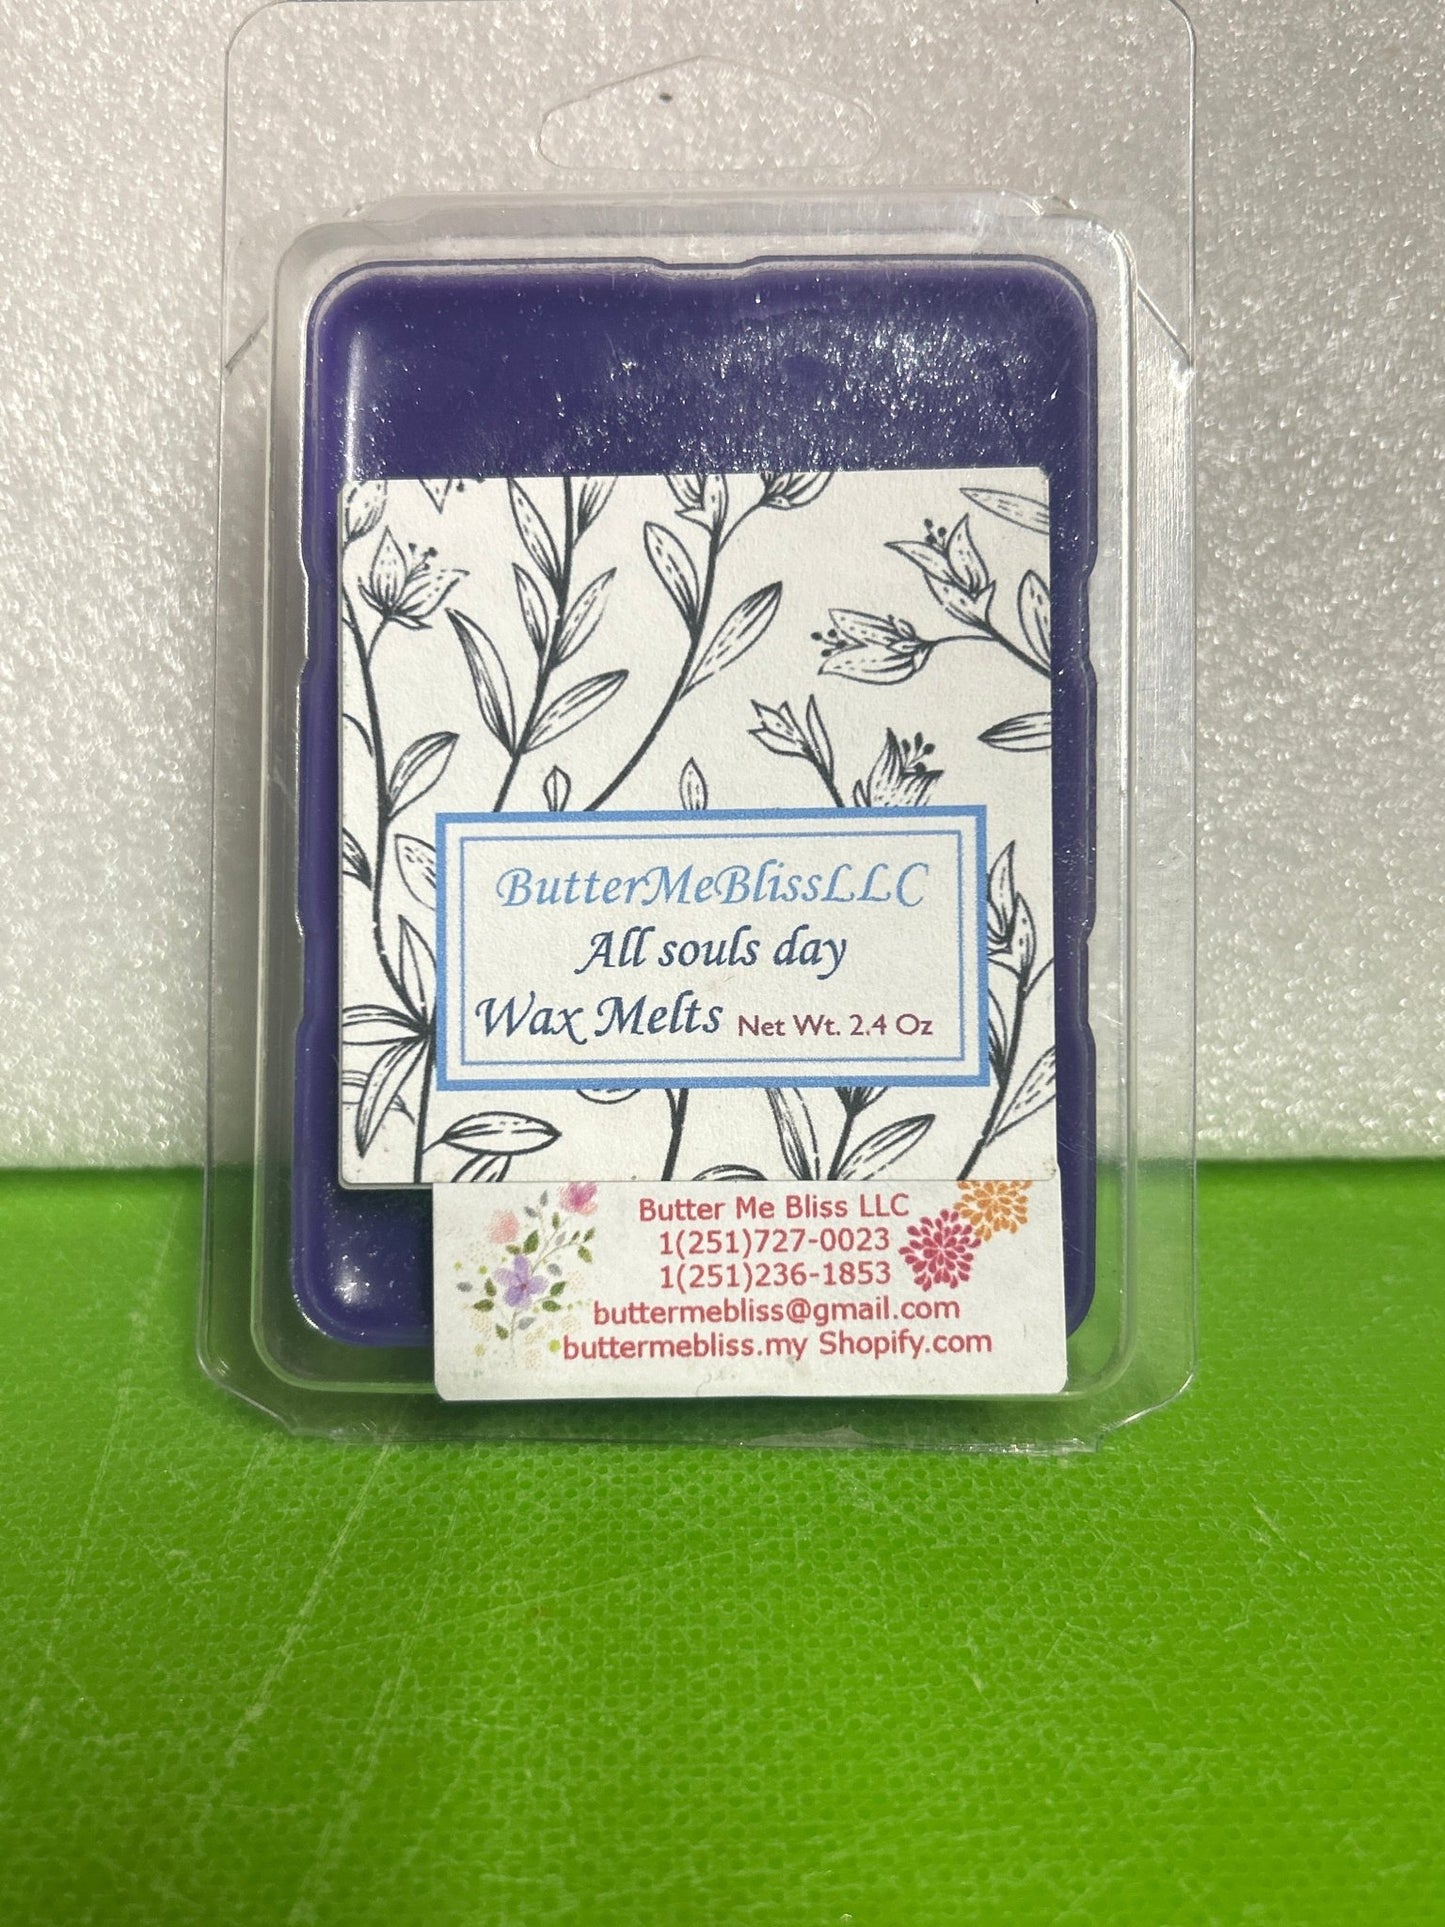 ButterMeBlissLLC
All souls day
Wax Melts Net Wt. 2.4 Oz
Butter Me Bliss LLC
1(251)727-0023
1(251)236-1853
buttermebliss@gmail.com
buttermebliss.my Shopify.com